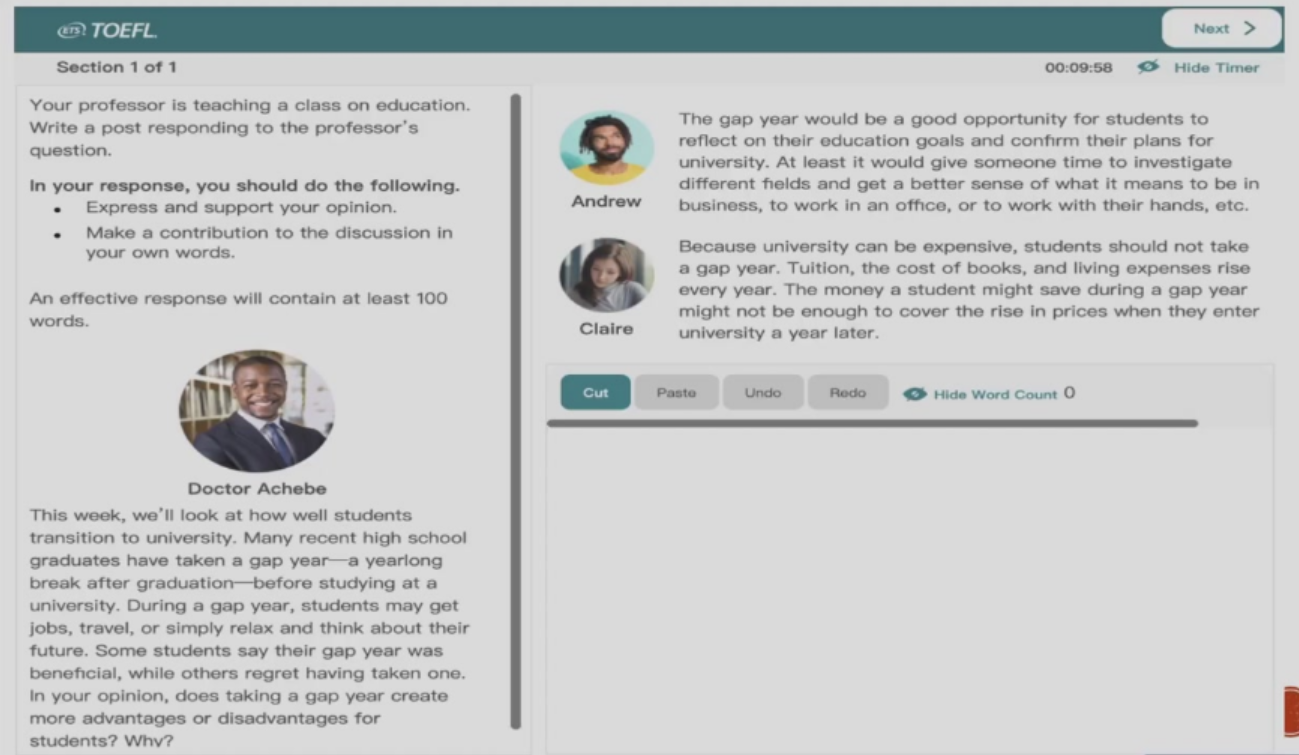 ETS TOEFL
Next >
Section 1 of 1
00:09:58 Hide Timer
Your professor is teaching a class on education.
Write a post responding to the professor's
question.
In your response, you should do the following.
• Express and support your opinion.
• Make a contribution to the discussion in
your own words.
An effective response will contain at least 100
words.
Doctor Achebe
This week, we'll look at how well students
transition to university. Many recent high school
graduates have taken a gap year—a yearlong
break after graduation—before studying at a
university. During a gap year, students may get
jobs, travel, or simply relax and think about their
future. Some students say their gap year was
beneficial, while others regret having taken one.
In your opinion, does taking a gap year create
more advantages or disadvantages for
students? Why?
The gap year would be a good opportunity for students to
reflect on their education goals and confirm their plans for
university. At least it would give someone time to investigate
different fields and get a better sense of what it means to be in
business, to work in an office, or to work with their hands, etc.
Andrew
Because university can be expensive, students should not take
a gap year. Tuition, the cost of books, and living expenses rise
every year. The money a student might save during a gap year
might not be enough to cover the rise in prices when they enter
university a year later.
Claire
Cut Paste Undo Redo Hide Word Count 0